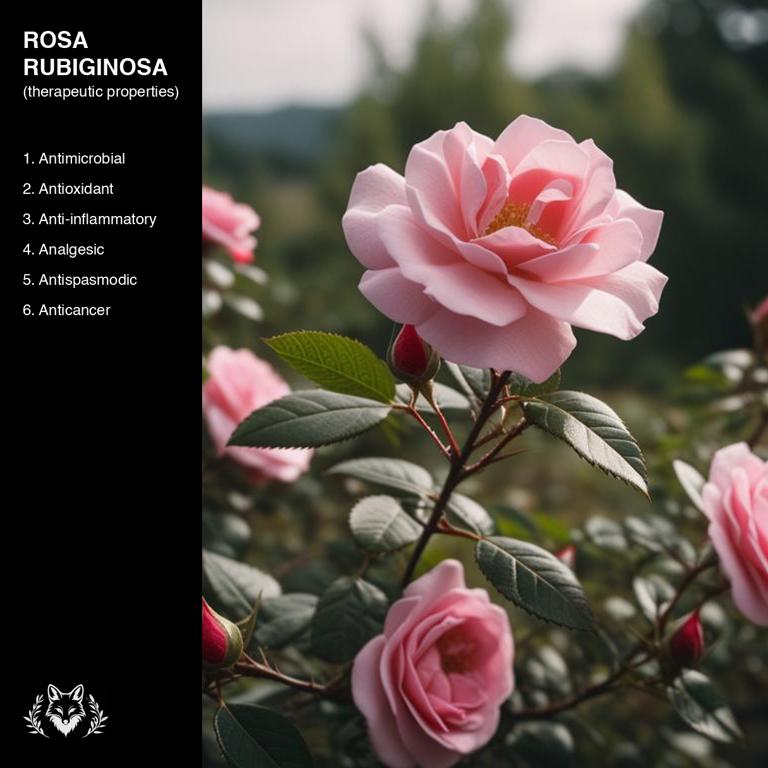 ROSA
RUBIGINOSA
(therapeutic properties)
1. Antimicrobial
2. Antioxidant
3. Anti-inflammatory
4. Analgesic
5. Antispasmodic
6. Anticancer